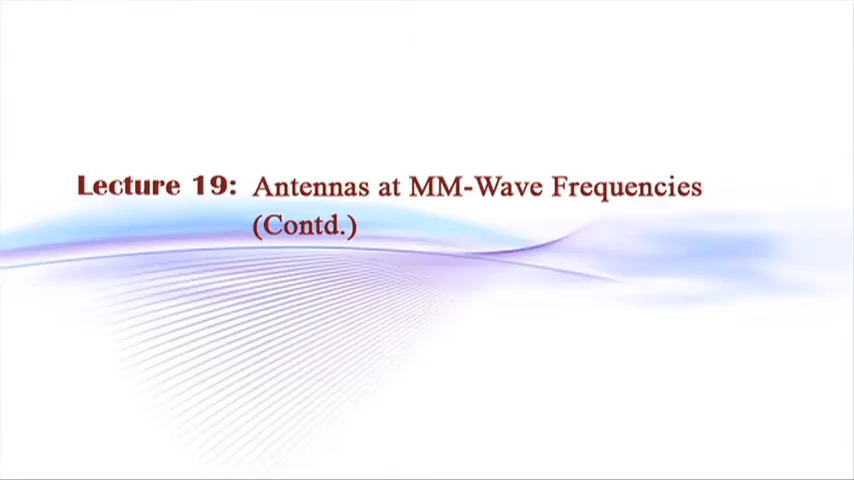 Lecture 19: Antennas at MM-Wave Frequencies
(Contd.)